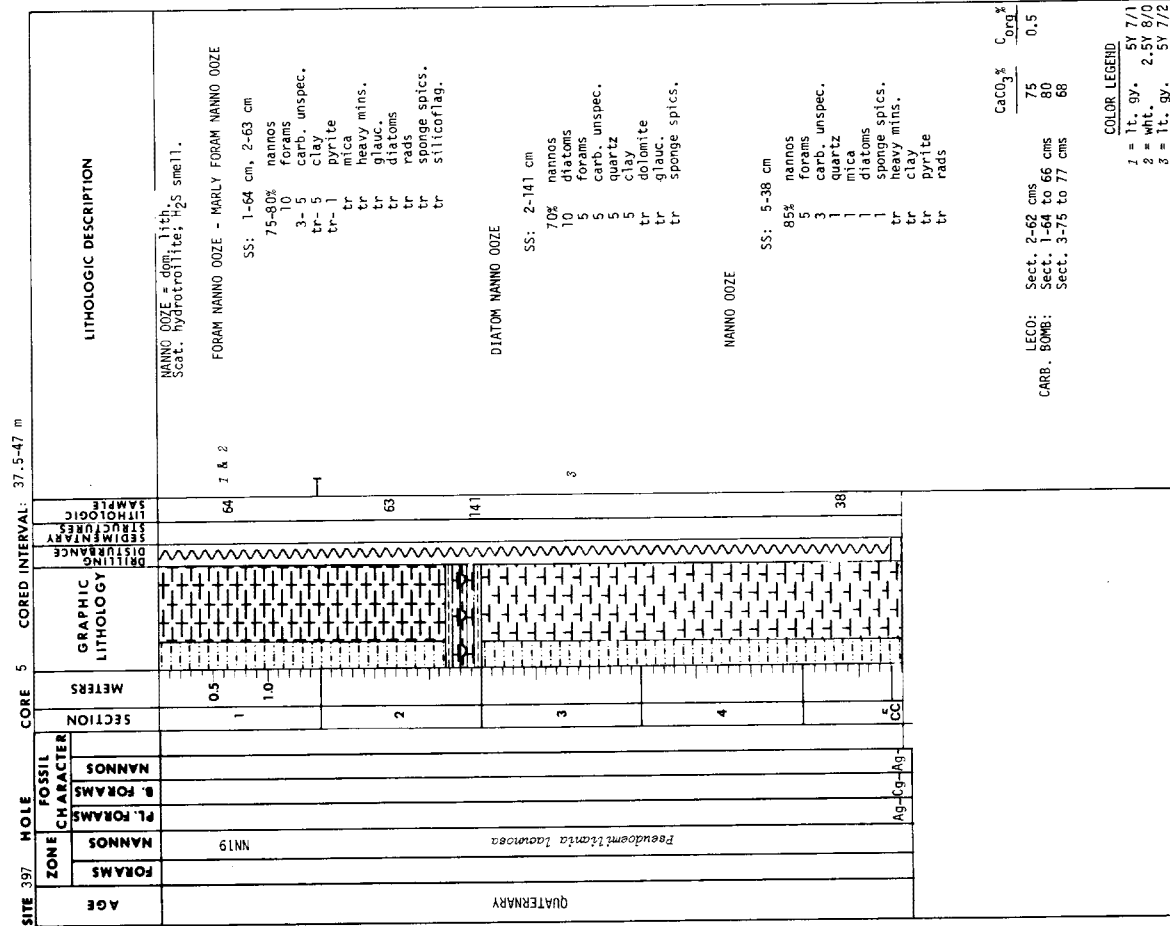 SITE 397 HOLE CORE 5 CORED INTERVAL: 37.5-47 m
AGE
ZONE
FORAMS
NANNOS
FOSSIL
CHARACTER
PL. FORAMS
B. FORAMS
NANNOS
SECTION
METERS
GRAPHIC
LITHOLOGY
DRILLING
DISTURBANCE
SEDIMENTARY
STRUCTURES
LITHOLOGIC
SAMPLE
LITHOLOGIC DESCRIPTION
QUATERNARY
NN19
Pseudoemiliania lacunosa
Ag-Cg-Ag-
1
2
3
4
5
CC
0.5
1.0
64
63
141
38
1 & 2
3
NANNO OOZE = dom. lith.
Scat. hydrotroilite; H2S smell.
FORAM NANNO OOZE - MARLY FORAM NANNO OOZE
SS: 1-64 cm, 2-63 cm
75-80% nannos
10 forams
3- 5 carb. unspec.
tr- 5 clay
tr- 1 pyrite
tr mica
tr heavy mins.
tr glauc.
tr diatoms
tr rads
tr sponge spics.
tr silicoflag.
DIATOM NANNO OOZE
SS: 2-141 cm
70% nannos
10 diatoms
5 forams
5 carb. unspec.
5 quartz
5 clay
tr dolomite
tr glauc.
tr sponge spics.
NANNO OOZE
SS: 5-38 cm
85% nannos
5 forams
3 carb. unspec.
1 quartz
1 mica
1 diatoms
1 sponge spics.
tr heavy mins.
tr clay
tr pyrite
tr rads
CaCO3% Corg%
LECO: Sect. 2-62 cms 75 0.5
CARB. BOMB: Sect. 1-64 to 66 cms 80
Sect. 3-75 to 77 cms 68
COLOR LEGEND
1 = lt. gy. 5Y 7/1
2 = wht. 2.5Y 8/0
3 = lt. gy. 5Y 7/2